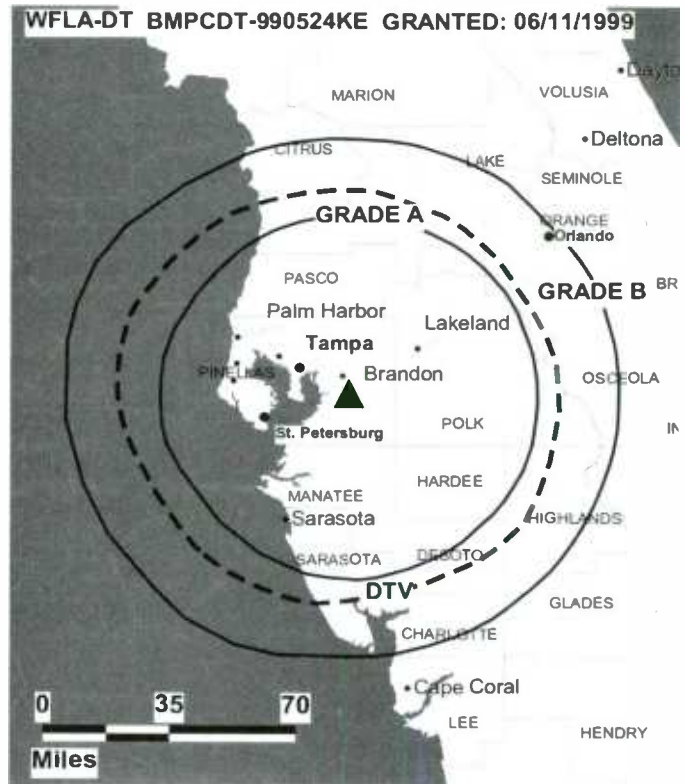 WFLA-DT BMPCDT-990524KE GRANTED: 06/11/1999
MARION
VOLUSIA
Deltona
CITRUS
LAKE
SEMINOLE
GRADE A
ORANGE
Orlando
PASCO
GRADE B
Palm Harbor
Lakeland
Tampa
PINELLAS
Brandon
OSCEOLA
POLK
St. Petersburg
HARDEE
MANATEE
Sarasota
HIGHLANDS
SARASOTA
DESOTO
DTV
GLADES
CHARLOTTE
Cape Coral
0 35 70
LEE
HENDRY
Miles